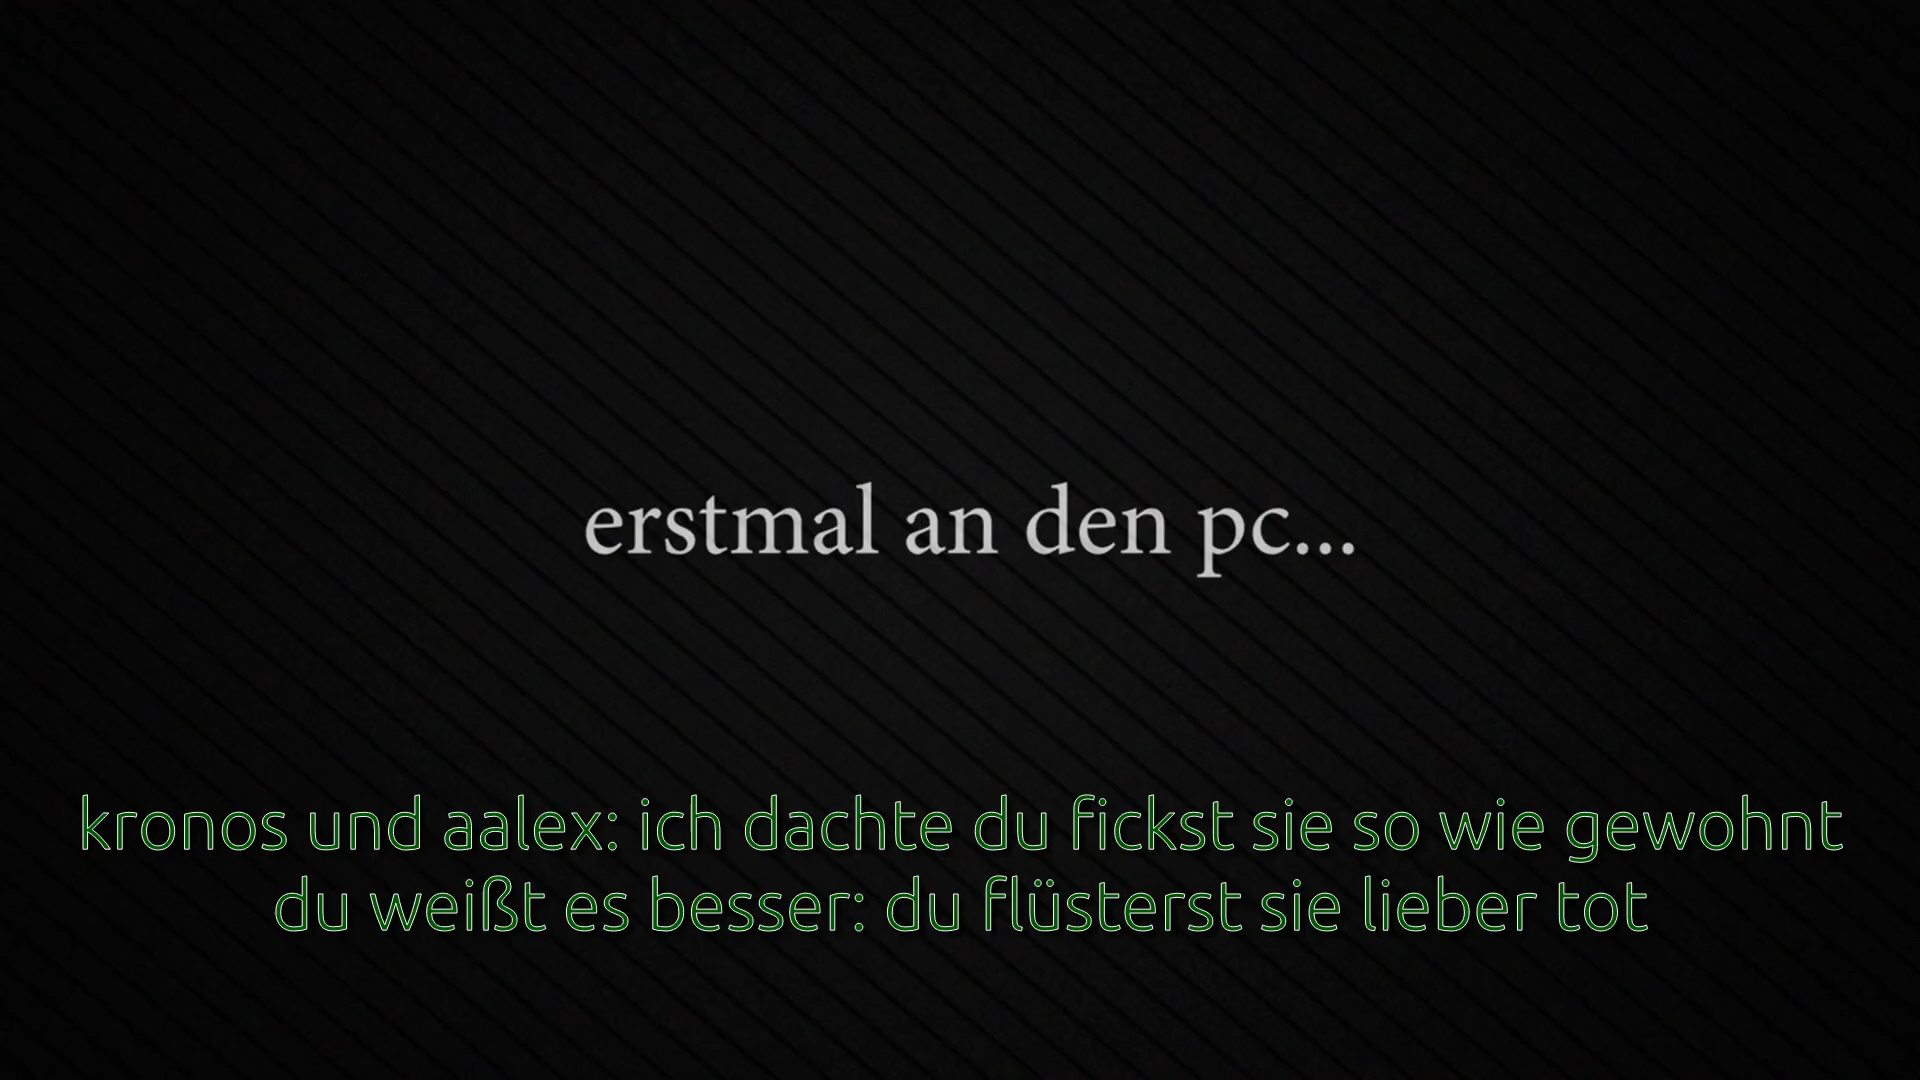 erstmal an den pc...
kronos und aalex: ich dachte du fickst sie so wie gewohnt
du weißt es besser: du flüsterst sie lieber tot